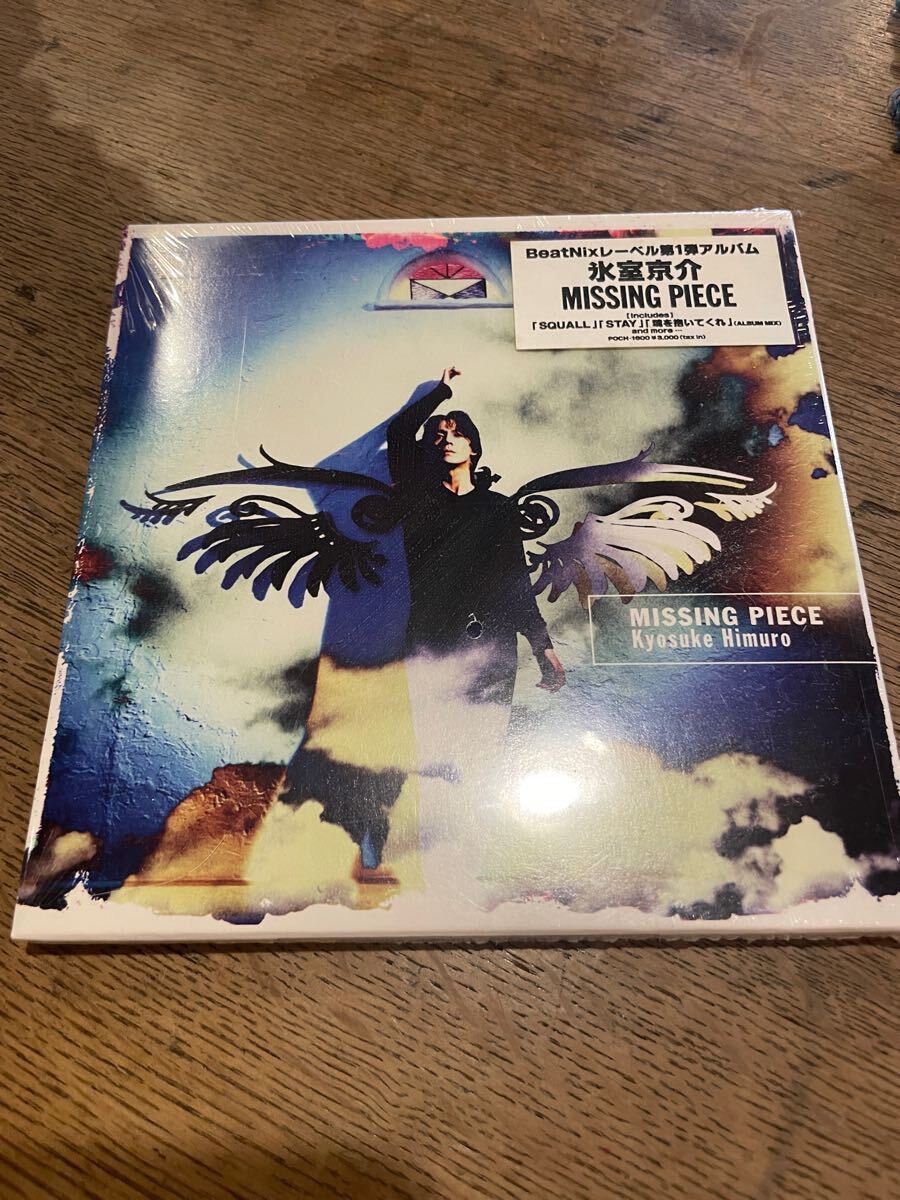 BeatNixレーベル第1弾アルバム
氷室京介
MISSING PIECE
[includes]
「SQUALL」「STAY」「魂を抱いてくれ」(ALBUM MIX)
and more …
POCH-1600 ¥3,000 (tax in)
MISSING PIECE
Kyosuke Himuro